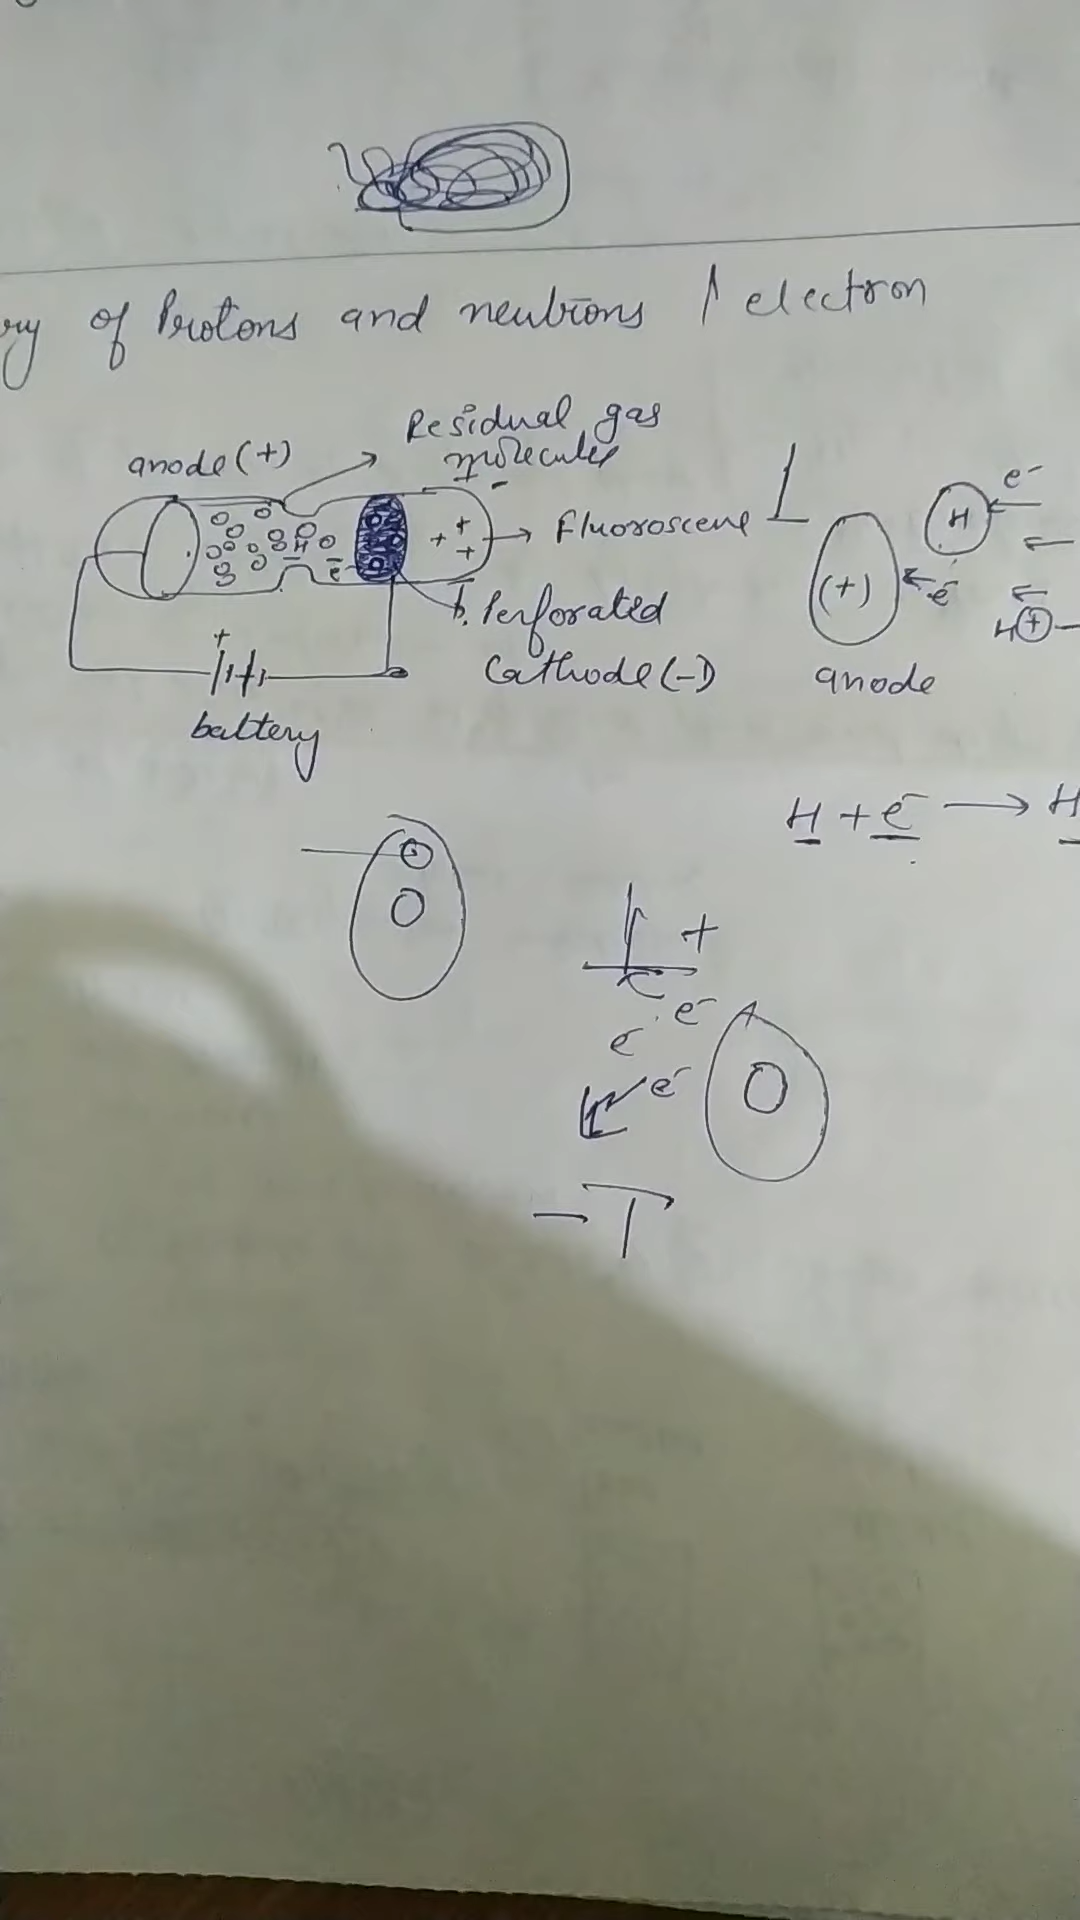 of Protons and neutrons / electron
Residual gas
molecules
anode (+)
+ + +
Fluoroscene
H
e⁻
Perforated
Cathode (-)
+
battery
e⁻
H
(+)
e⁻
H +
anode
H + e⁻ → H
+
e⁻
e⁻
e⁻
-